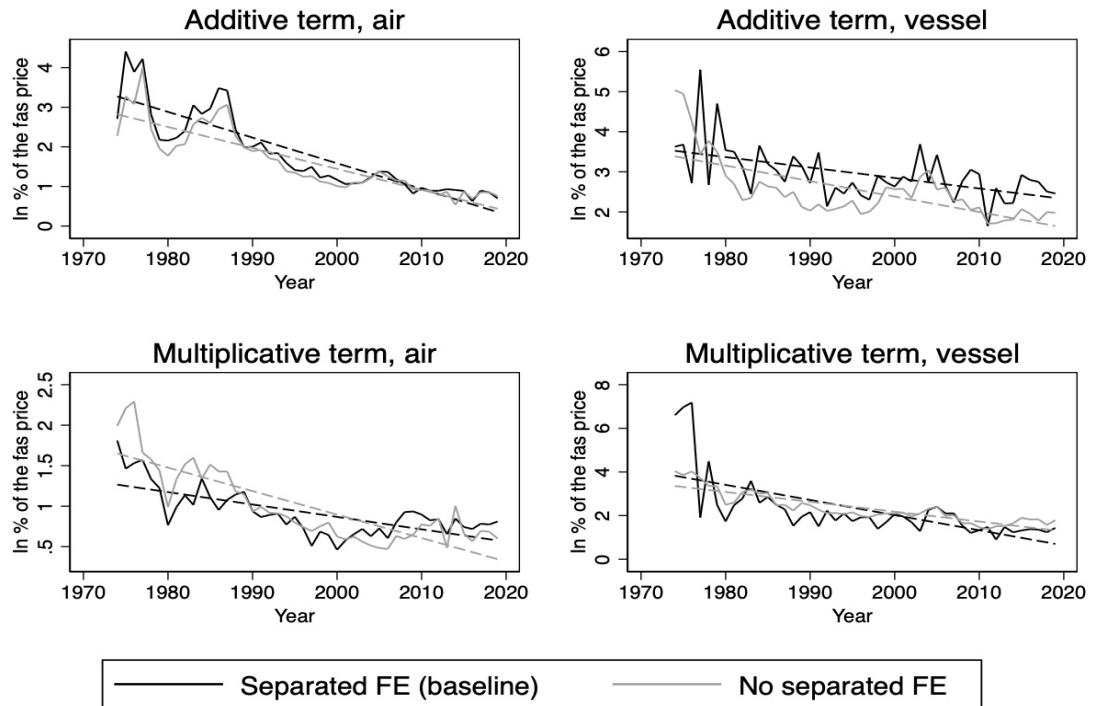 Additive term, air
In % of the fas price
0 1 2 3 4
1970 1980 1990 2000 2010 2020
Year
Additive term, vessel
In % of the fas price
2 3 4 5 6
1970 1980 1990 2000 2010 2020
Year
Multiplicative term, air
In % of the fas price
.5 1 1.5 2 2.5
1970 1980 1990 2000 2010 2020
Year
Multiplicative term, vessel
In % of the fas price
0 2 4 6 8
1970 1980 1990 2000 2010 2020
Year
Separated FE (baseline)
No separated FE